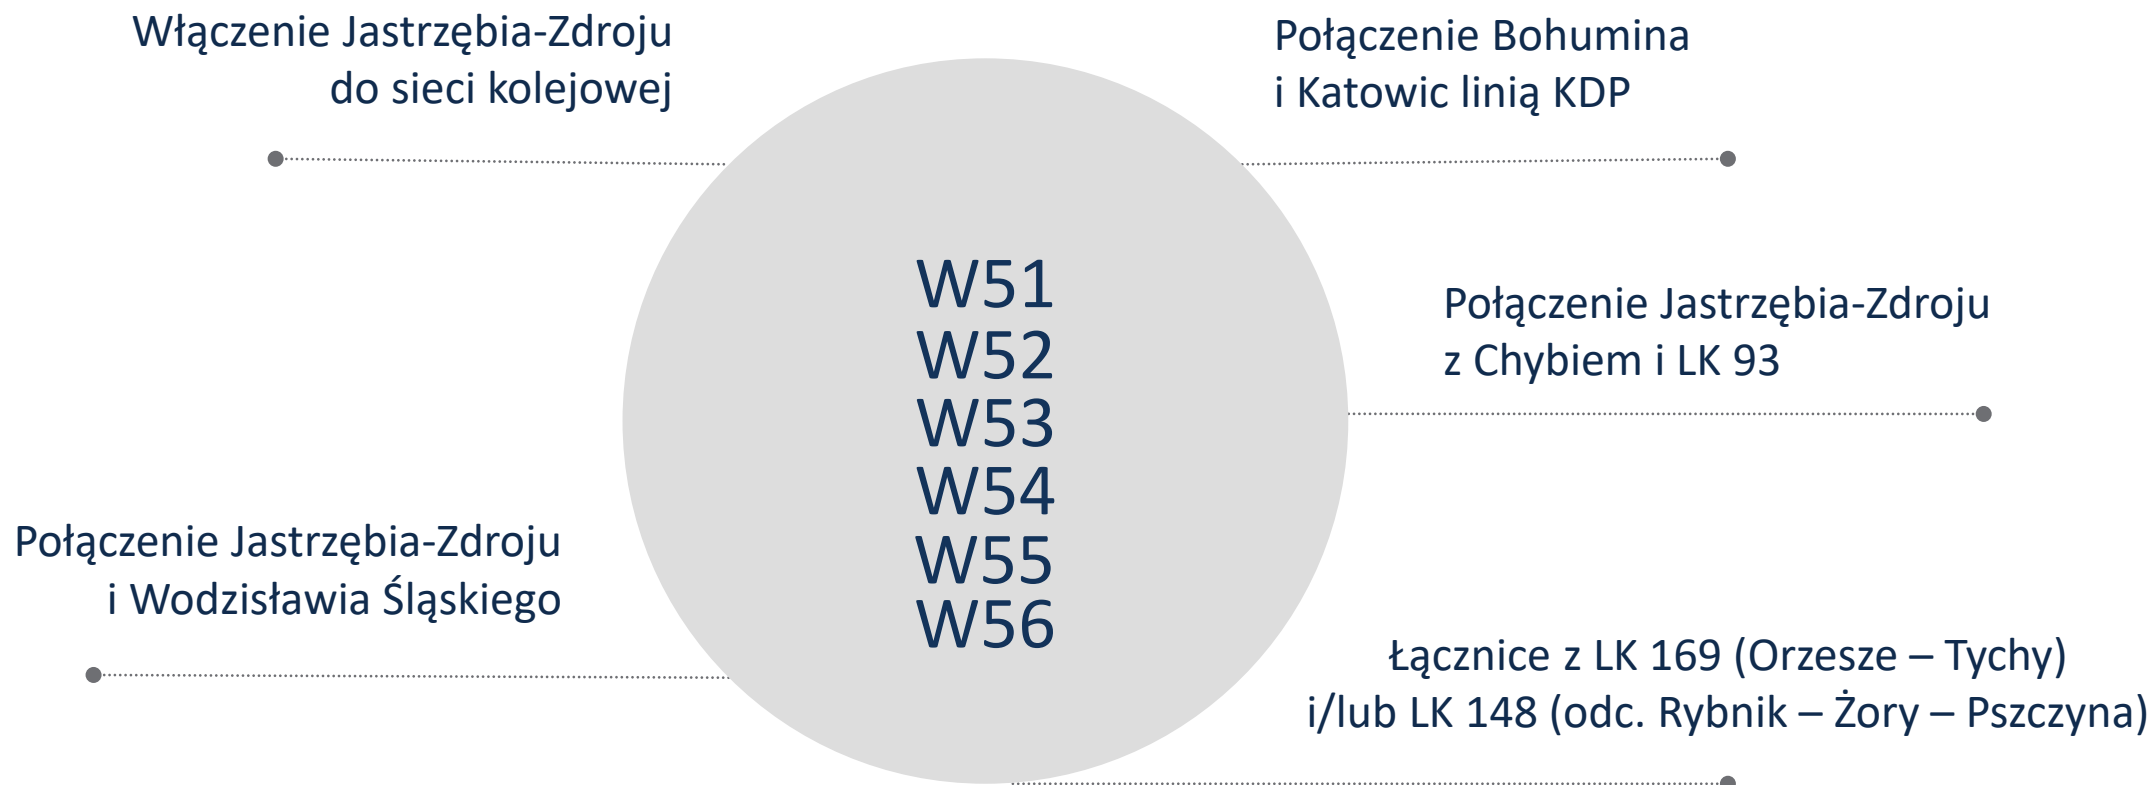 Włączenie Jastrzębia-Zdroju
do sieci kolejowej
Połączenie Bohumina
i Katowic linią KDP
W51
W52
W53
W54
W55
W56
Połączenie Jastrzębia-Zdroju
z Chybiem i LK 93
Połączenie Jastrzębia-Zdroju
i Wodzisławia Śląskiego
Łącznice z LK 169 (Orzesze – Tychy)
i/lub LK 148 (odc. Rybnik – Żory – Pszczyna)